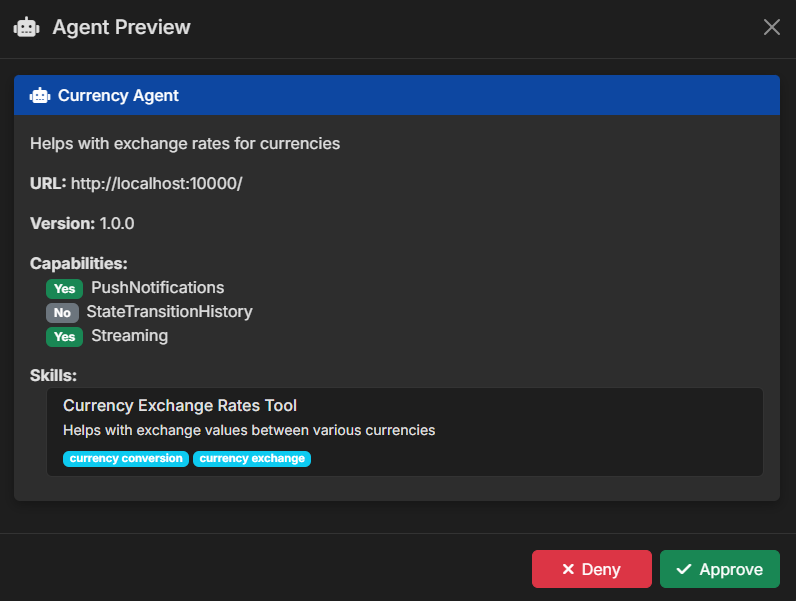 Agent Preview
Currency Agent
Helps with exchange rates for currencies
URL: http://localhost:10000/
Version: 1.0.0
Capabilities:
Yes PushNotifications
No StateTransitionHistory
Yes Streaming
Skills:
Currency Exchange Rates Tool
Helps with exchange values between various currencies
currency conversion currency exchange
Deny Approve